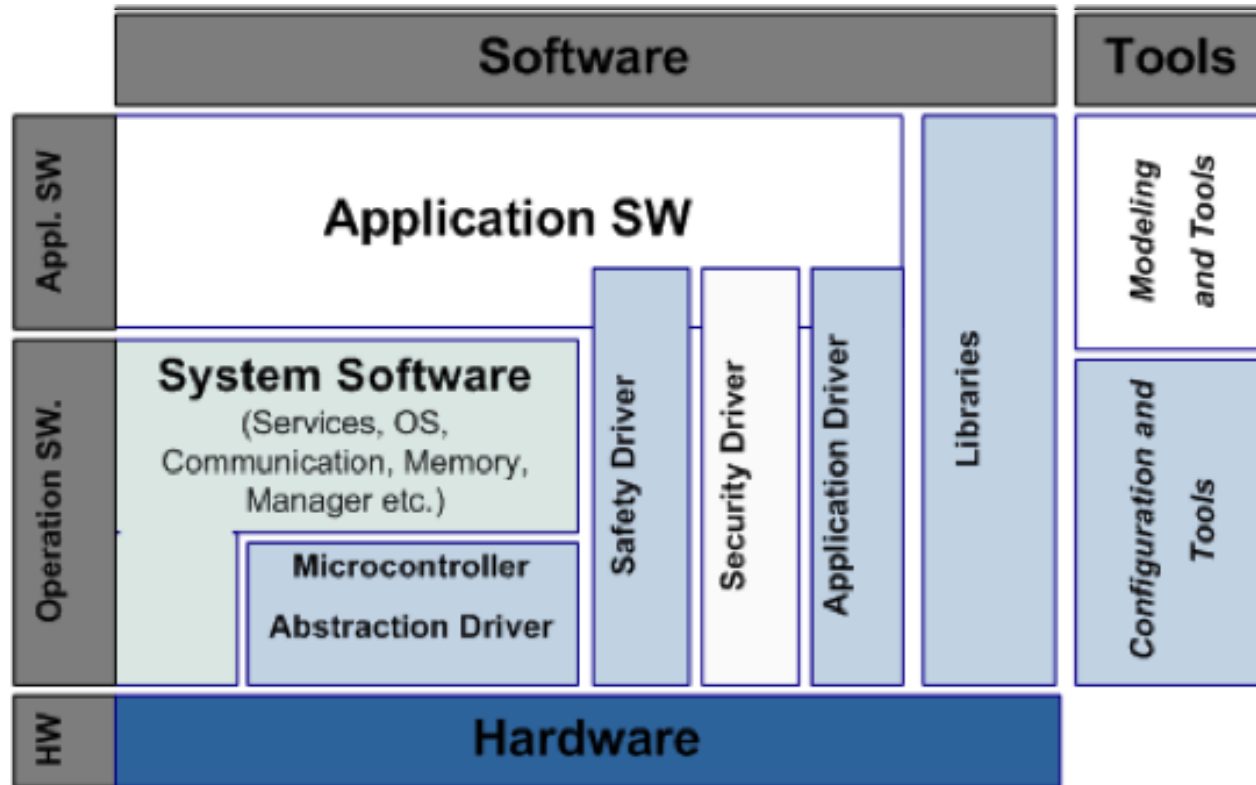 Software
Tools
Appl. SW
Application SW
Modeling
and Tools
Operation SW.
System Software
(Services, OS,
Communication, Memory,
Manager etc.)
Microcontroller
Abstraction Driver
Safety Driver
Security Driver
Application Driver
Libraries
Configuration and
Tools
HW
Hardware